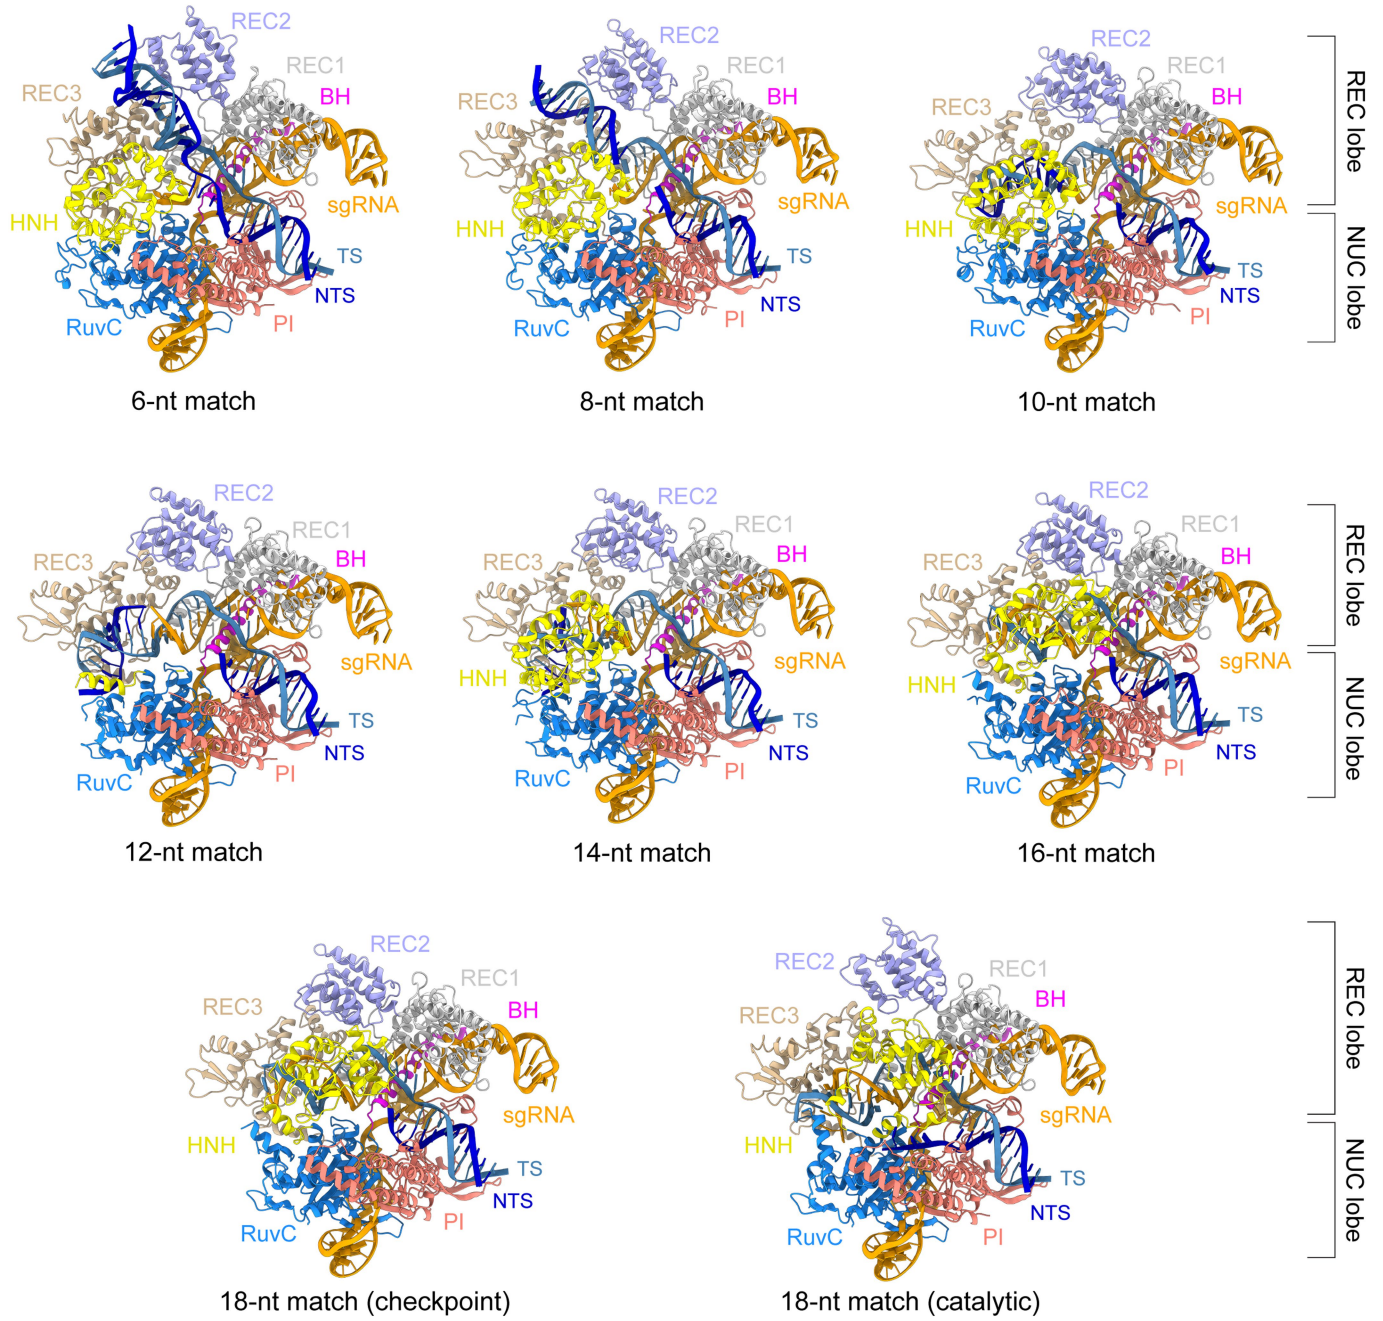 REC2
REC1
BH
REC3
HNH
sgRNA
TS
NTS
RuvC
PI
6-nt match
REC2
REC1
BH
REC3
HNH
sgRNA
TS
NTS
RuvC
PI
8-nt match
REC2
REC1
BH
REC3
HNH
sgRNA
TS
NTS
RuvC
PI
10-nt match
REC lobe
NUC lobe
REC2
REC1
BH
REC3
sgRNA
TS
NTS
RuvC
PI
12-nt match
REC2
REC1
BH
REC3
HNH
sgRNA
TS
NTS
RuvC
PI
14-nt match
REC2
REC1
BH
REC3
HNH
sgRNA
TS
NTS
RuvC
PI
16-nt match
REC lobe
NUC lobe
REC2
REC1
BH
REC3
HNH
sgRNA
TS
NTS
RuvC
PI
18-nt match (checkpoint)
REC2
REC1
BH
REC3
HNH
sgRNA
TS
NTS
RuvC
PI
18-nt match (catalytic)
REC lobe
NUC lobe